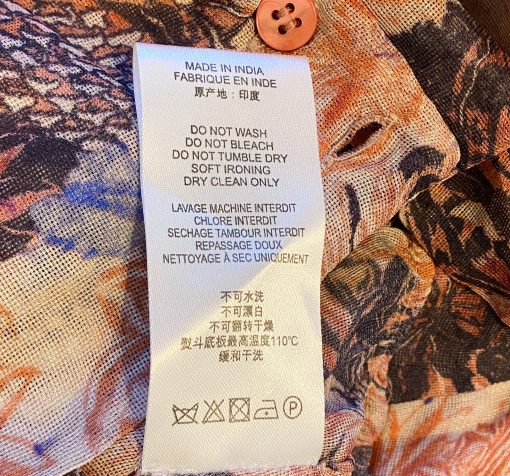 MADE IN INDIA
FABRIQUE EN INDE
原产地:印度
DO NOT WASH
DO NOT BLEACH
DO NOT TUMBLE DRY
SOFT IRONING
DRY CLEAN ONLY
LAVAGE MACHINE INTERDIT
CHLORE INTERDIT
SECHAGE TAMBOUR INTERDIT
REPASSAGE DOUX
NETTOYAGE À SEC UNIQUEMENT
不可水洗
不可漂白
不可翻转干燥
熨斗底板最高温度110℃
缓和干洗
P